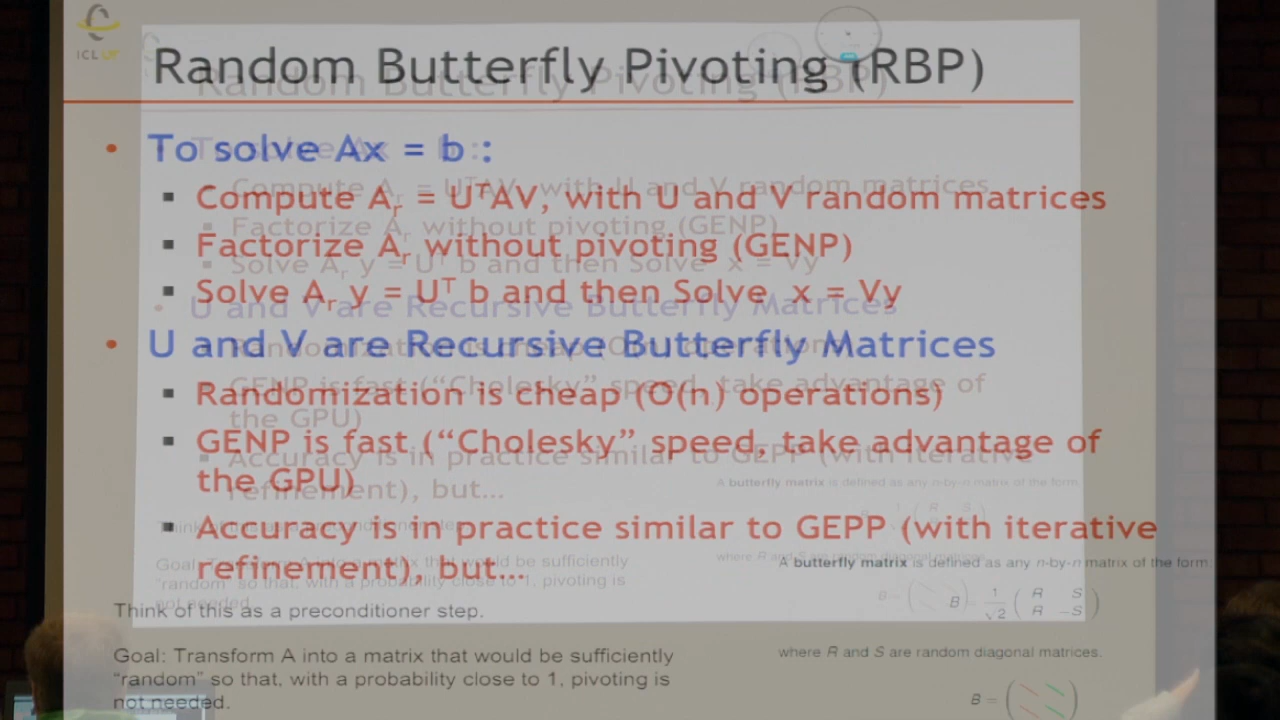 ICL UT
Random Butterfly Pivoting (RBP)
• To solve Ax = b :
▪ Compute Ar = UᵀAV, with U and V random matrices
▪ Factorize Ar without pivoting (GENP)
▪ Solve Ar y = Uᵀ b and then Solve x = Vy
• U and V are Recursive Butterfly Matrices
▪ Randomization is cheap (O(n) operations)
▪ GENP is fast (“Cholesky” speed, take advantage of
the GPU)
▪ Accuracy is in practice similar to GEPP (with iterative
refinement), but...
Think of this as a preconditioner step.
Goal: Transform A into a matrix that would be sufficiently
“random” so that, with a probability close to 1, pivoting is
not needed.
A butterfly matrix is defined as any n-by-n matrix of the form
B = 1/√2 ( R S
R −S )
where R and S are random diagonal matrices.
B =